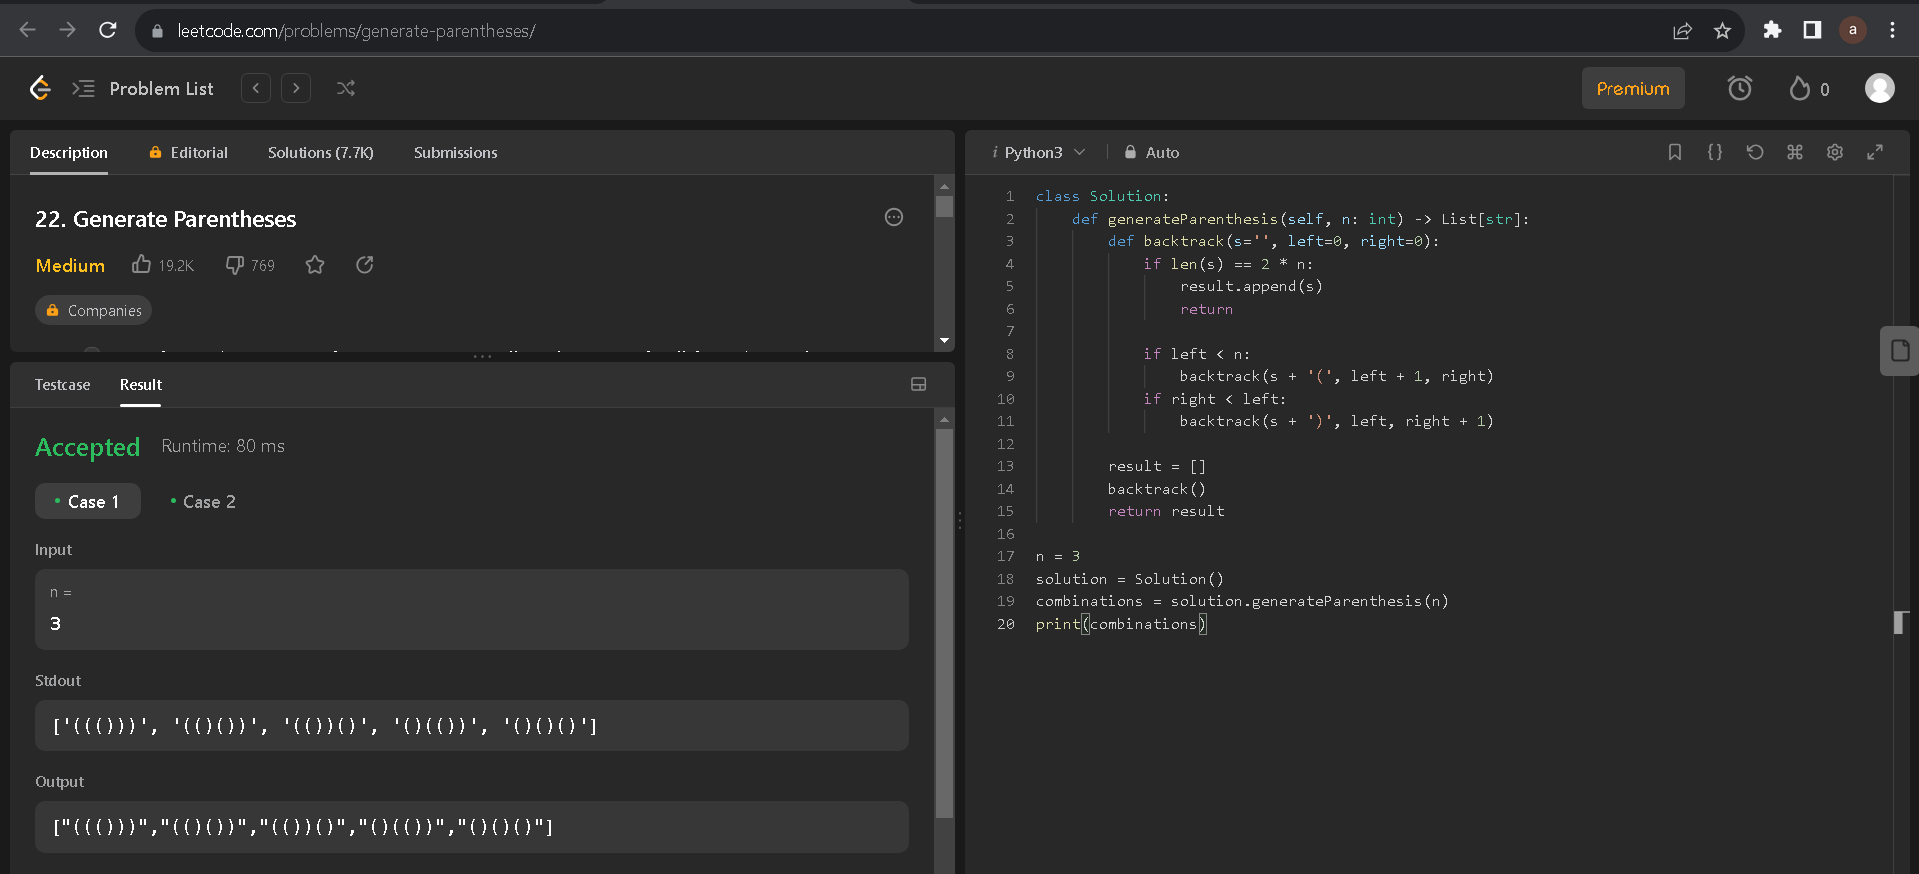 leetcode.com/problems/generate-parentheses/
a
Problem List
Premium
0
Description
Editorial
Solutions (7.7K)
Submissions
22. Generate Parentheses
Medium
19.2K
769
Companies
Testcase
Result
Accepted
Runtime: 80 ms
Case 1
Case 2
Input
n =
3
Stdout
['((()))', '(()())', '(())()', '()(())', '()()()']
Output
["((()))","(()())","(())()","()(())","()()()"]
i Python3
Auto
1 class Solution:
2     def generateParenthesis(self, n: int) -> List[str]:
3         def backtrack(s='', left=0, right=0):
4             if len(s) == 2 * n:
5                 result.append(s)
6                 return
7
8             if left < n:
9                 backtrack(s + '(', left + 1, right)
10             if right < left:
11                 backtrack(s + ')', left, right + 1)
12
13         result = []
14         backtrack()
15         return result
16
17 n = 3
18 solution = Solution()
19 combinations = solution.generateParenthesis(n)
20 print(combinations)